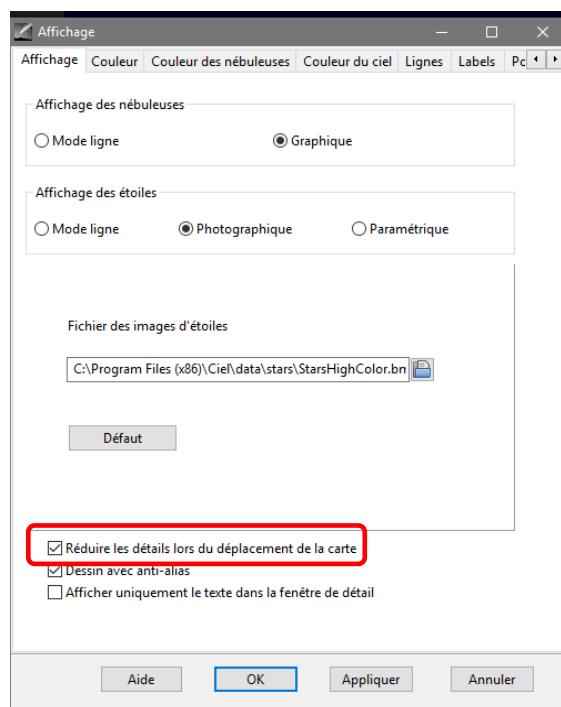 Affichage
Affichage Couleur Couleur des nébuleuses Couleur du ciel Lignes Labels Pc
Affichage des nébuleuses
Mode ligne Graphique
Affichage des étoiles
Mode ligne Photographique Paramétrique
Fichier des images d'étoiles
C:\Program Files (x86)\Ciel\data\stars\StarsHighColor.bm
Défaut
Réduire les détails lors du déplacement de la carte
Dessin avec anti-alias
Afficher uniquement le texte dans la fenêtre de détail
Aide OK Appliquer Annuler